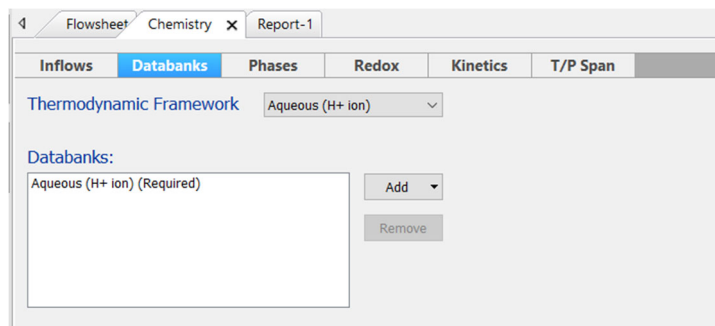 Flowsheet Chemistry x Report-1
Inflows Databanks Phases Redox Kinetics T/P Span
Thermodynamic Framework Aqueous (H+ ion)
Databanks:
Aqueous (H+ ion) (Required)
Add
Remove